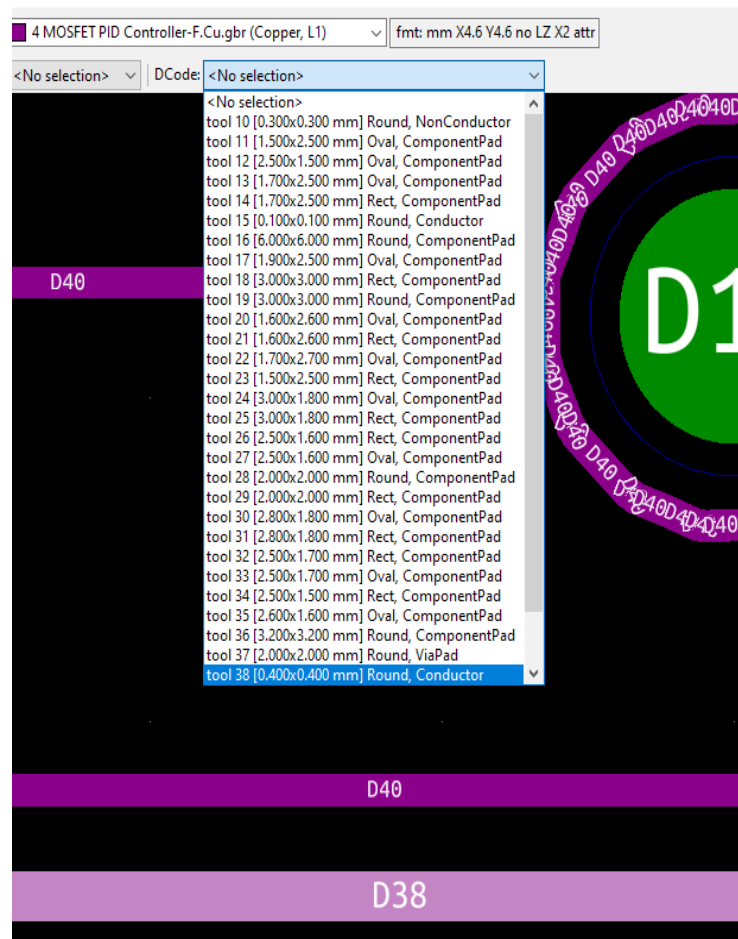 4 MOSFET PID Controller-F.Cu.gbr (Copper, L1) fmt: mm X4.6 Y4.6 no LZ X2 attr
<No selection> DCode: <No selection>
<No selection>
tool 10 [0.300x0.300 mm] Round, NonConductor
tool 11 [1.500x2.500 mm] Oval, ComponentPad
tool 12 [2.500x1.500 mm] Oval, ComponentPad
tool 13 [1.700x2.500 mm] Oval, ComponentPad
tool 14 [1.700x2.500 mm] Rect, ComponentPad
tool 15 [0.100x0.100 mm] Round, Conductor
tool 16 [6.000x6.000 mm] Round, ComponentPad
tool 17 [1.900x2.500 mm] Oval, ComponentPad
tool 18 [3.000x3.000 mm] Rect, ComponentPad
tool 19 [3.000x3.000 mm] Round, ComponentPad
tool 20 [1.600x2.600 mm] Oval, ComponentPad
tool 21 [1.600x2.600 mm] Rect, ComponentPad
tool 22 [1.700x2.700 mm] Oval, ComponentPad
tool 23 [1.500x2.500 mm] Rect, ComponentPad
tool 24 [3.000x1.800 mm] Oval, ComponentPad
tool 25 [3.000x1.800 mm] Rect, ComponentPad
tool 26 [2.500x1.600 mm] Rect, ComponentPad
tool 27 [2.500x1.600 mm] Oval, ComponentPad
tool 28 [2.000x2.000 mm] Round, ComponentPad
tool 29 [2.000x2.000 mm] Rect, ComponentPad
tool 30 [2.800x1.800 mm] Oval, ComponentPad
tool 31 [2.800x1.800 mm] Rect, ComponentPad
tool 32 [2.500x1.700 mm] Rect, ComponentPad
tool 33 [2.500x1.700 mm] Oval, ComponentPad
tool 34 [2.500x1.500 mm] Rect, ComponentPad
tool 35 [2.600x1.600 mm] Oval, ComponentPad
tool 36 [3.200x3.200 mm] Round, ComponentPad
tool 37 [2.000x2.000 mm] Round, ViaPad
tool 38 [0.400x0.400 mm] Round, Conductor
D40
D1
D40
D40
D40
D38